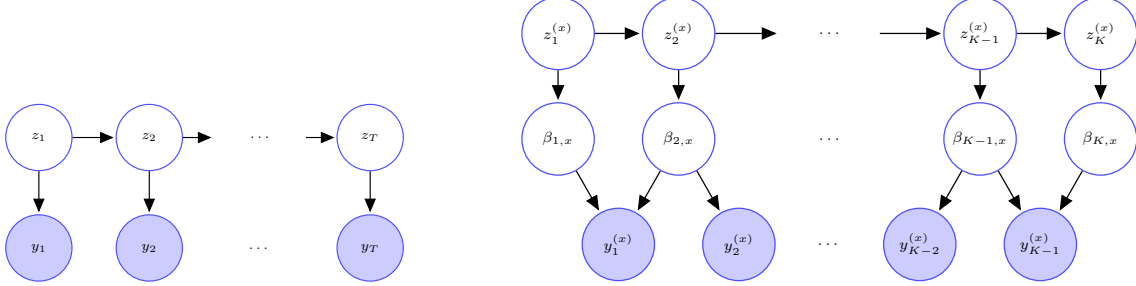 z_1 z_2 ⋯ z_T
y_1 y_2 ⋯ y_T
z_1^{(x)} z_2^{(x)} ⋯ z_{K-1}^{(x)} z_K^{(x)}
β_{1,x} β_{2,x} ⋯ β_{K-1,x} β_{K,x}
y_1^{(x)} y_2^{(x)} ⋯ y_{K-2}^{(x)} y_{K-1}^{(x)}